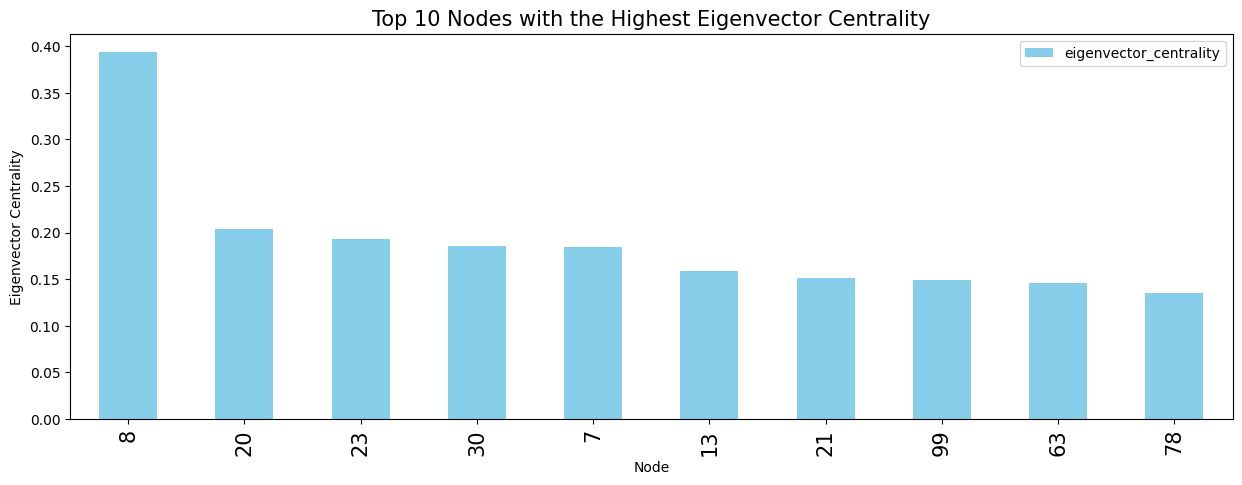 Top 10 Nodes with the Highest Eigenvector Centrality
eigenvector_centrality
Eigenvector Centrality
0.40
0.35
0.30
0.25
0.20
0.15
0.10
0.05
0.00
8 20 23 30 7 13 21 99 63 78
Node